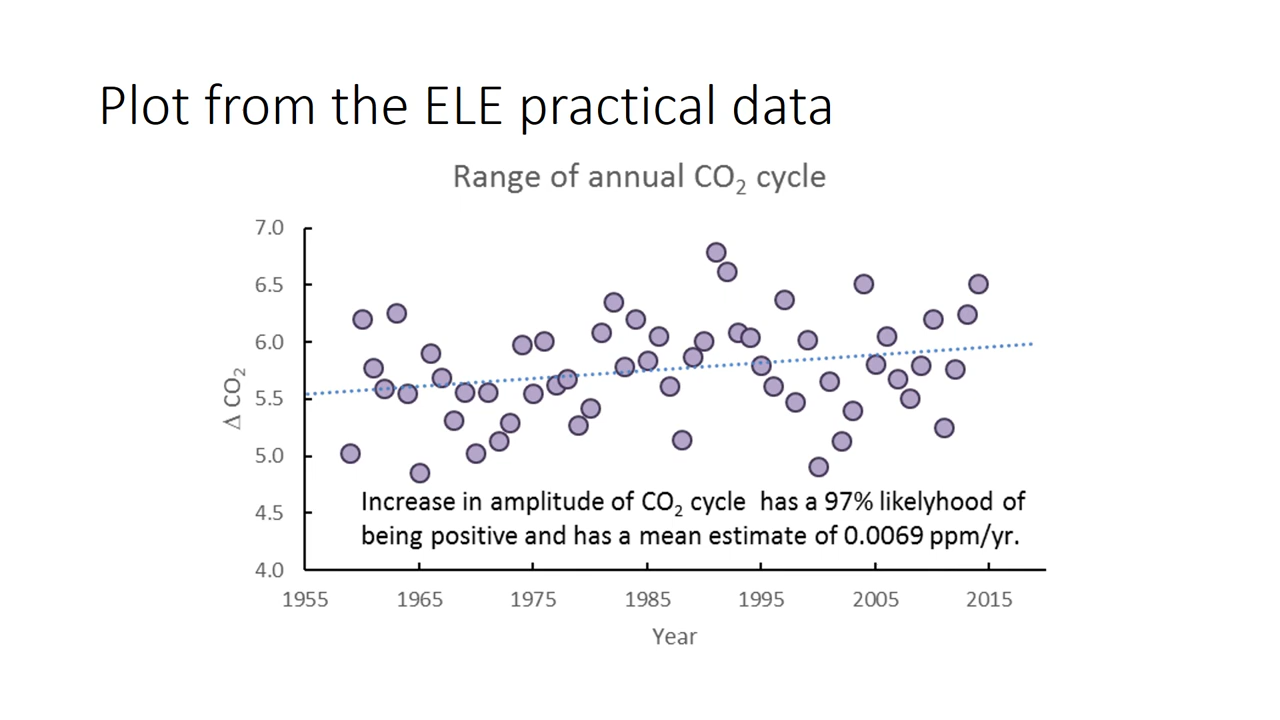 Plot from the ELE practical data
Range of annual CO₂ cycle
7.0
6.5
6.0
5.5
5.0
4.5
4.0
Δ CO₂
Increase in amplitude of CO₂ cycle has a 97% likelyhood of
being positive and has a mean estimate of 0.0069 ppm/yr.
1955 1965 1975 1985 1995 2005 2015
Year